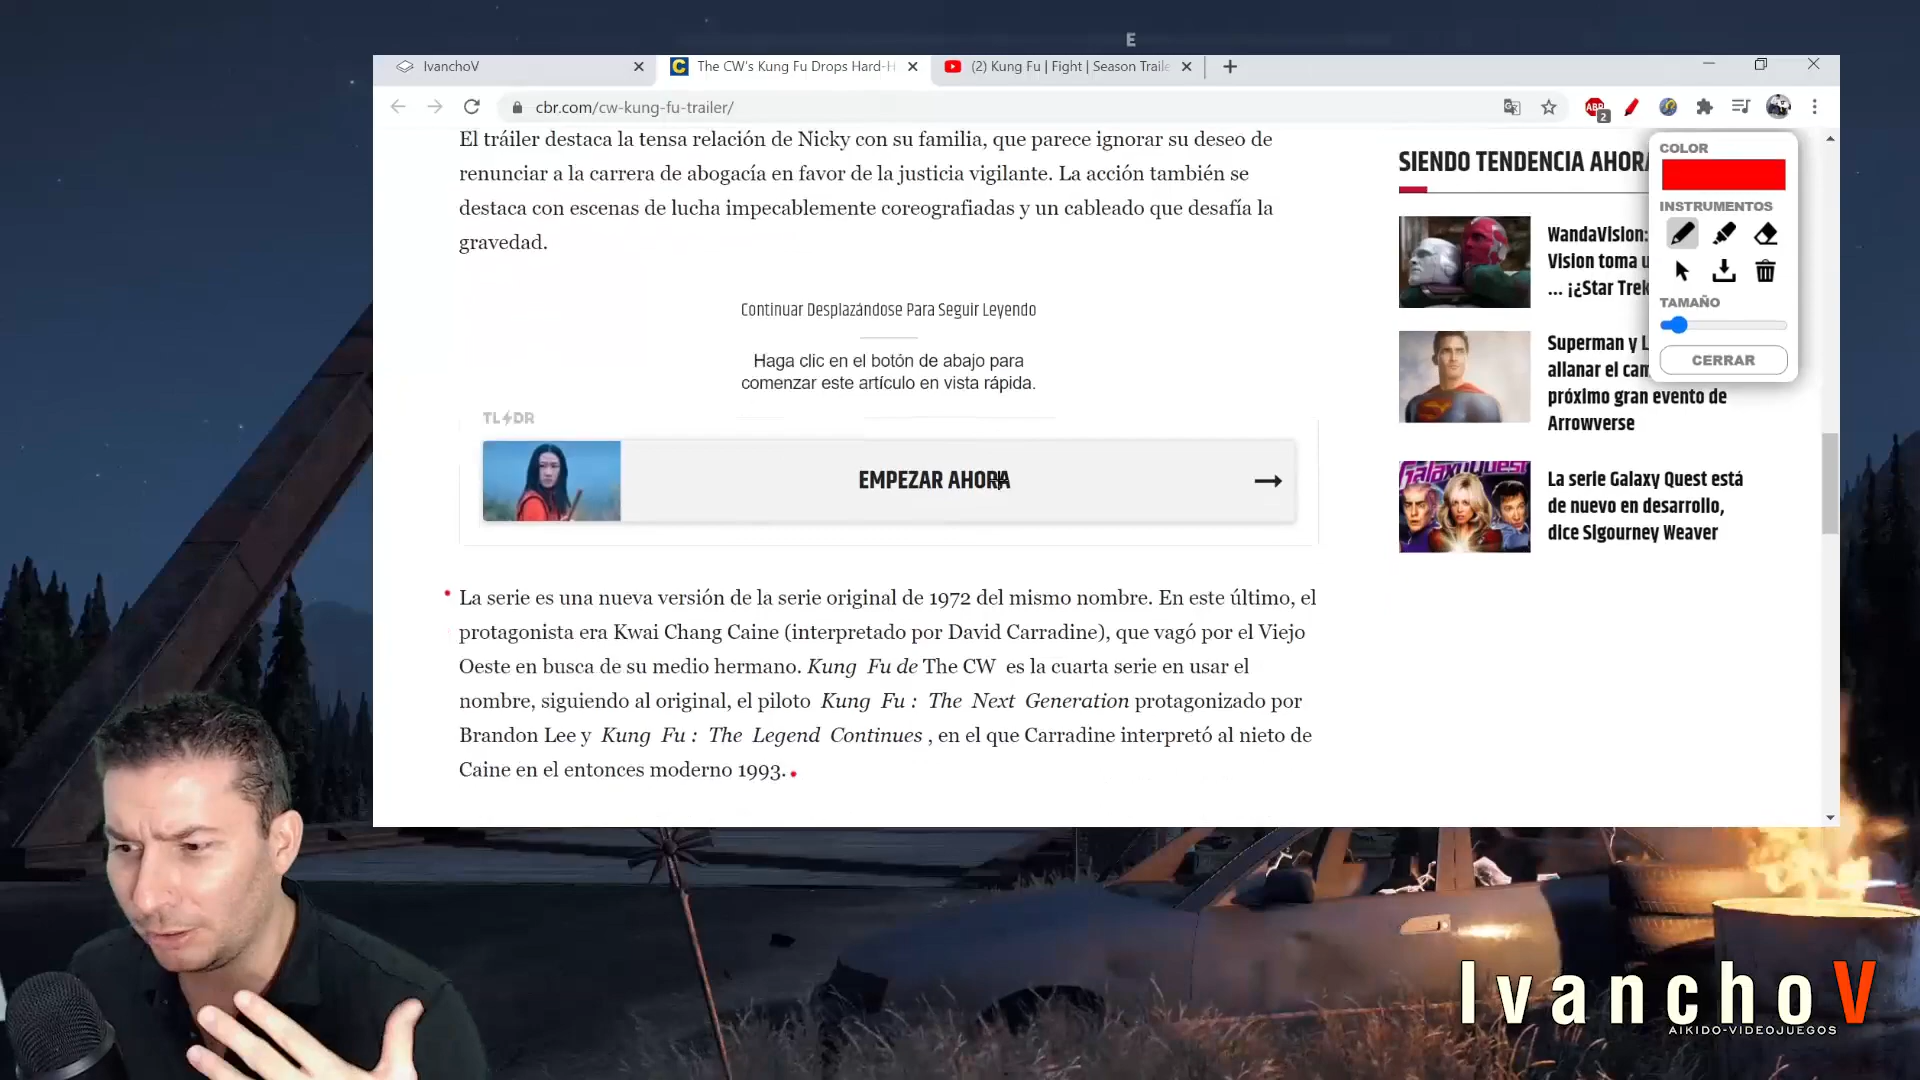 E
IvanchoV
The CW's Kung Fu Drops Hard-H
(2) Kung Fu | Fight | Season Traile
cbr.com/cw-kung-fu-trailer/
ABP
2
El tráiler destaca la tensa relación de Nicky con su familia, que parece ignorar su deseo de
renunciar a la carrera de abogacía en favor de la justicia vigilante. La acción también se
destaca con escenas de lucha impecablemente coreografiadas y un cableado que desafía la
gravedad.
Continuar Desplazándose Para Seguir Leyendo
Haga clic en el botón de abajo para
comenzar este artículo en vista rápida.
TL DR
EMPEZAR AHORA
La serie es una nueva versión de la serie original de 1972 del mismo nombre. En este último, el
protagonista era Kwai Chang Caine (interpretado por David Carradine), que vagó por el Viejo
Oeste en busca de su medio hermano. Kung Fu de The CW es la cuarta serie en usar el
nombre, siguiendo al original, el piloto Kung Fu : The Next Generation protagonizado por
Brandon Lee y Kung Fu : The Legend Continues , en el que Carradine interpretó al nieto de
Caine en el entonces moderno 1993.
SIENDO TENDENCIA AHORA
WandaVision:
Vision toma u
... ¡¿Star Trek
Superman y L
allanar el cam
próximo gran evento de
Arrowverse
GalaxyQuest
La serie Galaxy Quest está
de nuevo en desarrollo,
dice Sigourney Weaver
COLOR
INSTRUMENTOS
TAMAÑO
CERRAR
IvanchoV
AIKIDO-VIDEOJUEGOS